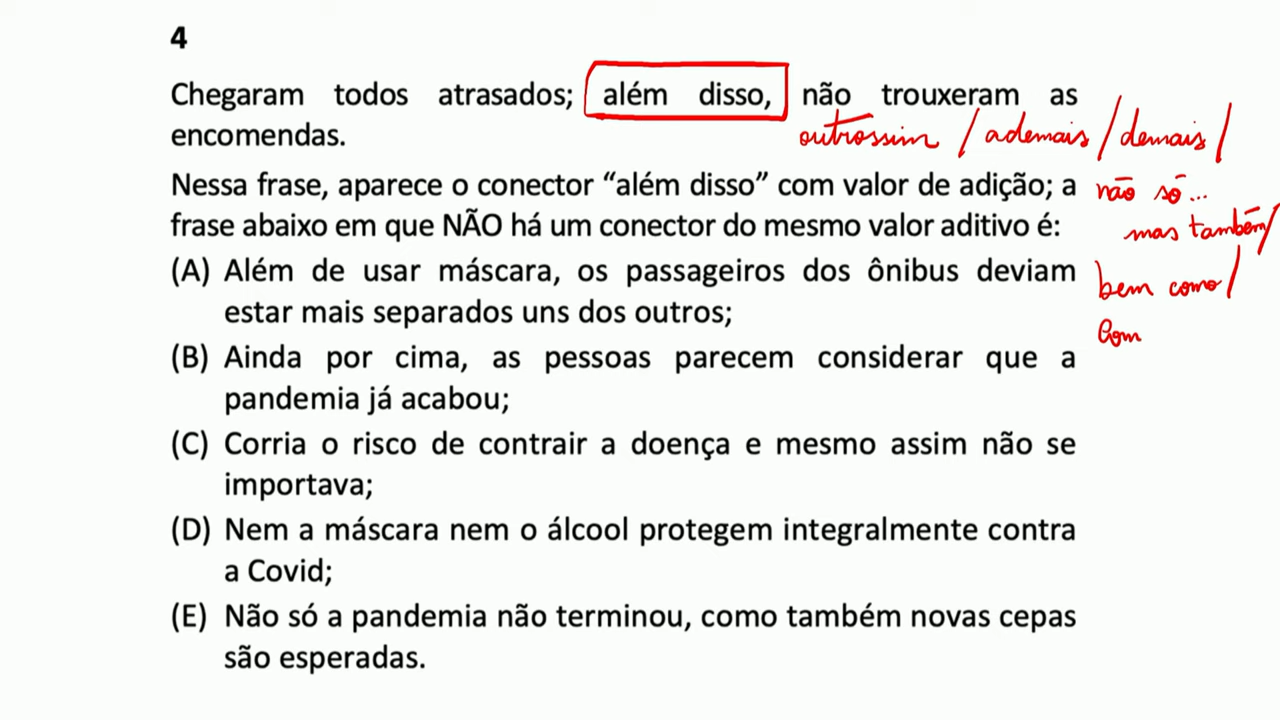 4
Chegaram todos atrasados; além disso, não trouxeram as
encomendas.
outrossim / ademais / demais /
Nessa frase, aparece o conector “além disso” com valor de adição; a
não só...
frase abaixo em que NÃO há um conector do mesmo valor aditivo é:
mas também /
(A) Além de usar máscara, os passageiros dos ônibus deviam
bem como /
estar mais separados uns dos outros;
com
(B) Ainda por cima, as pessoas parecem considerar que a
pandemia já acabou;
(C) Corria o risco de contrair a doença e mesmo assim não se
importava;
(D) Nem a máscara nem o álcool protegem integralmente contra
a Covid;
(E) Não só a pandemia não terminou, como também novas cepas
são esperadas.